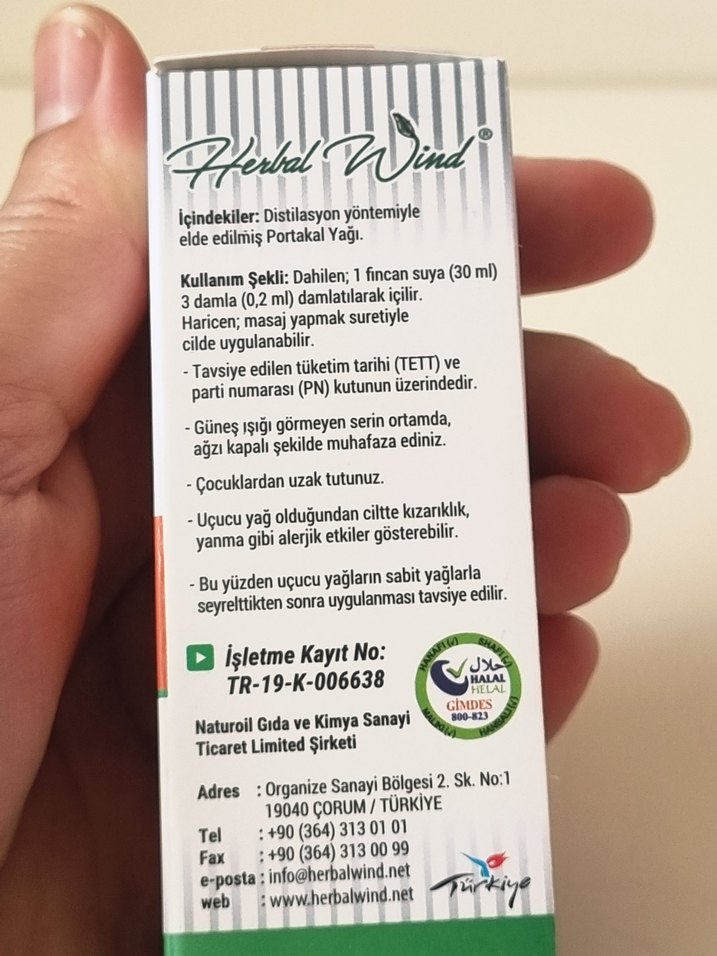 Herbal Wind®
İçindekiler: Distilasyon yöntemiyle
elde edilmiş Portakal Yağı.
Kullanım Şekli: Dahilen; 1 fincan suya (30 ml)
3 damla (0,2 ml) damlatılarak içilir.
Haricen; masaj yapmak suretiyle
cilde uygulanabilir.
- Tavsiye edilen tüketim tarihi (TETT) ve
parti numarası (PN) kutunun üzerindedir.
- Güneş ışığı görmeyen serin ortamda,
ağzı kapalı şekilde muhafaza ediniz.
- Çocuklardan uzak tutunuz.
- Uçucu yağ olduğundan ciltte kızarıklık,
yanma gibi alerjik etkiler gösterebilir.
- Bu yüzden uçucu yağların sabit yağlarla
seyrelttikten sonra uygulanması tavsiye edilir.
İşletme Kayıt No:
TR-19-K-006638
HANAFI(√) SHAFI(√)
حلال
HALAL
HELAL
GİMDES
800-823
MALIKI(√) HANBALI(√)
Naturoil Gıda ve Kimya Sanayi
Ticaret Limited Şirketi
Adres : Organize Sanayi Bölgesi 2. Sk. No:1
19040 ÇORUM / TÜRKİYE
Tel : +90 (364) 313 01 01
Fax : +90 (364) 313 00 99
e-posta : info@herbalwind.net
web : www.herbalwind.net
Türkiye